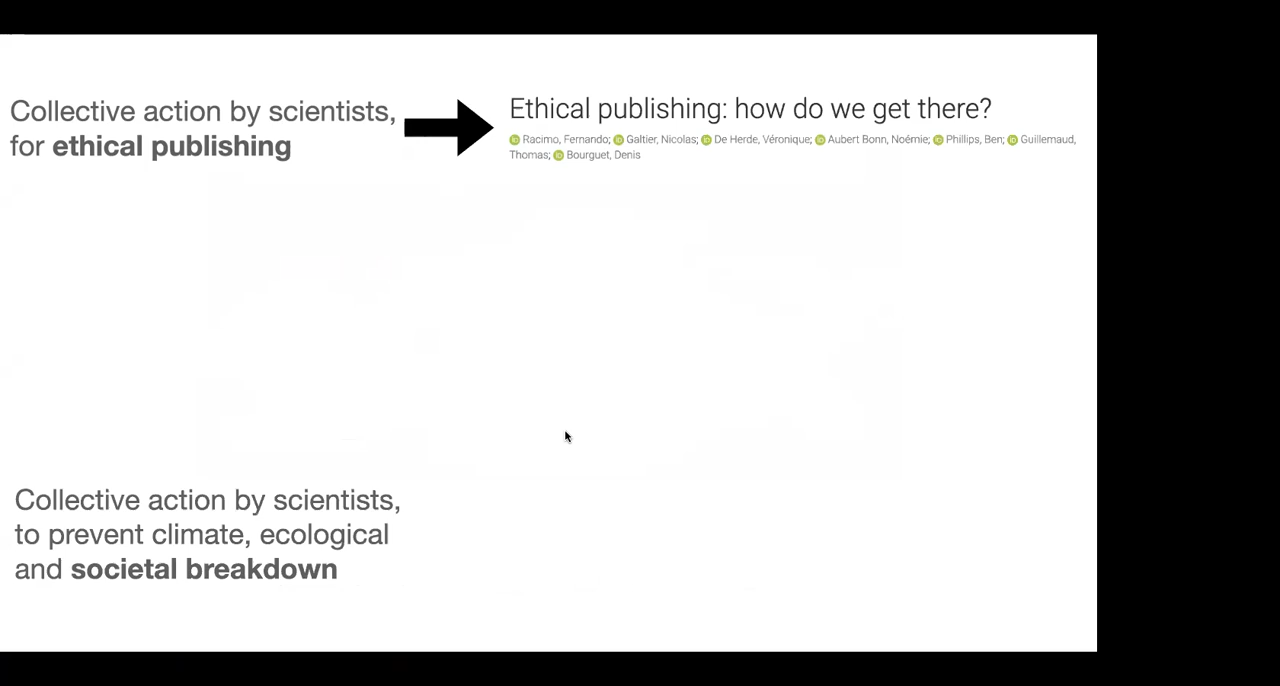 Collective action by scientists,
for ethical publishing
Ethical publishing: how do we get there?
Racimo, Fernando; Galtier, Nicolas; De Herde, Véronique; Aubert Bonn, Noémie; Phillips, Ben; Guillemaud,
Thomas; Bourguet, Denis
Collective action by scientists,
to prevent climate, ecological
and societal breakdown